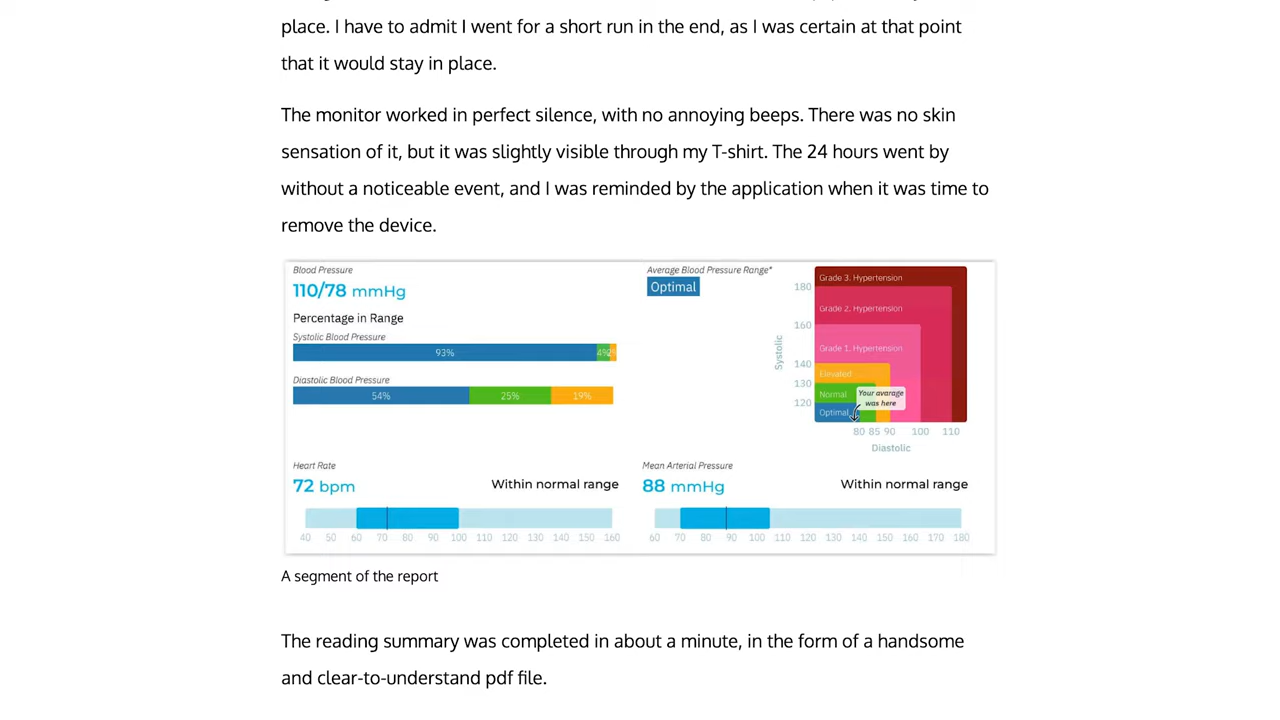 place. I have to admit I went for a short run in the end, as I was certain at that point
that it would stay in place.
The monitor worked in perfect silence, with no annoying beeps. There was no skin
sensation of it, but it was slightly visible through my T-shirt. The 24 hours went by
without a noticeable event, and I was reminded by the application when it was time to
remove the device.
Blood Pressure
110/78 mmHg
Percentage in Range
Systolic Blood Pressure
93% 4% 2%
Diastolic Blood Pressure
54% 25% 19%
Average Blood Pressure Range*
Optimal
Systolic
180
160
140
130
120
Grade 3. Hypertension
Grade 2. Hypertension
Grade 1. Hypertension
Elevated
Normal
Optimal
Your avarage
was here
80 85 90 100 110
Diastolic
Heart Rate
72 bpm Within normal range
40 50 60 70 80 90 100 110 120 130 140 150 160
Mean Arterial Pressure
88 mmHg Within normal range
60 70 80 90 100 110 120 130 140 150 160 170 180
A segment of the report
The reading summary was completed in about a minute, in the form of a handsome
and clear-to-understand pdf file.